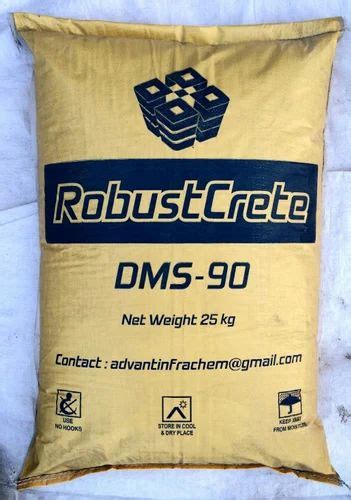 RobustCrete
DMS-90
Net Weight 25 kg
Contact : advantinfrachem@gmail.com
USE
NO HOOKS
STORE IN COOL
& DRY PLACE
KEEP AWAY
FROM MOISTURE